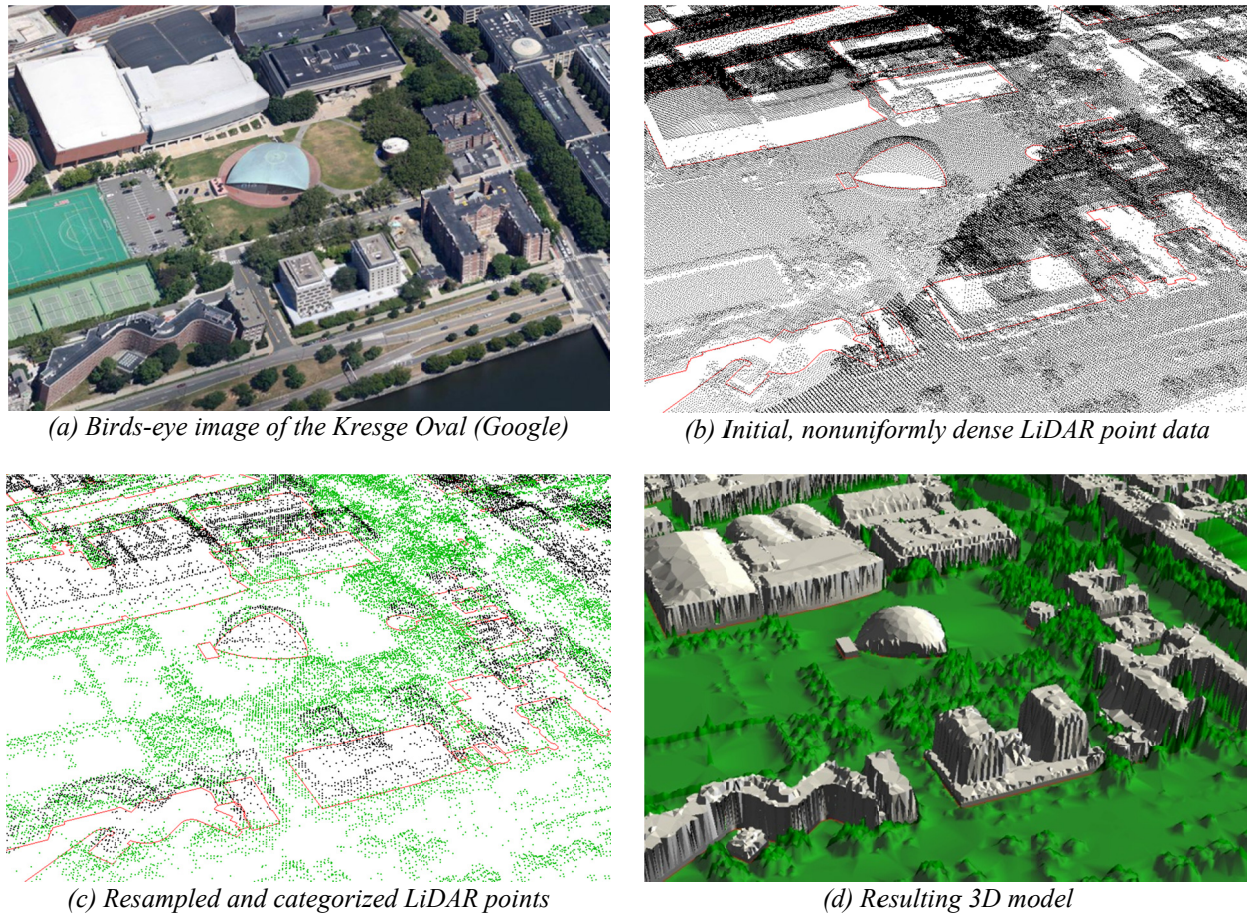 (a) Birds-eye image of the Kresge Oval (Google)
(b) Initial, nonuniformly dense LiDAR point data
(c) Resampled and categorized LiDAR points
(d) Resulting 3D model